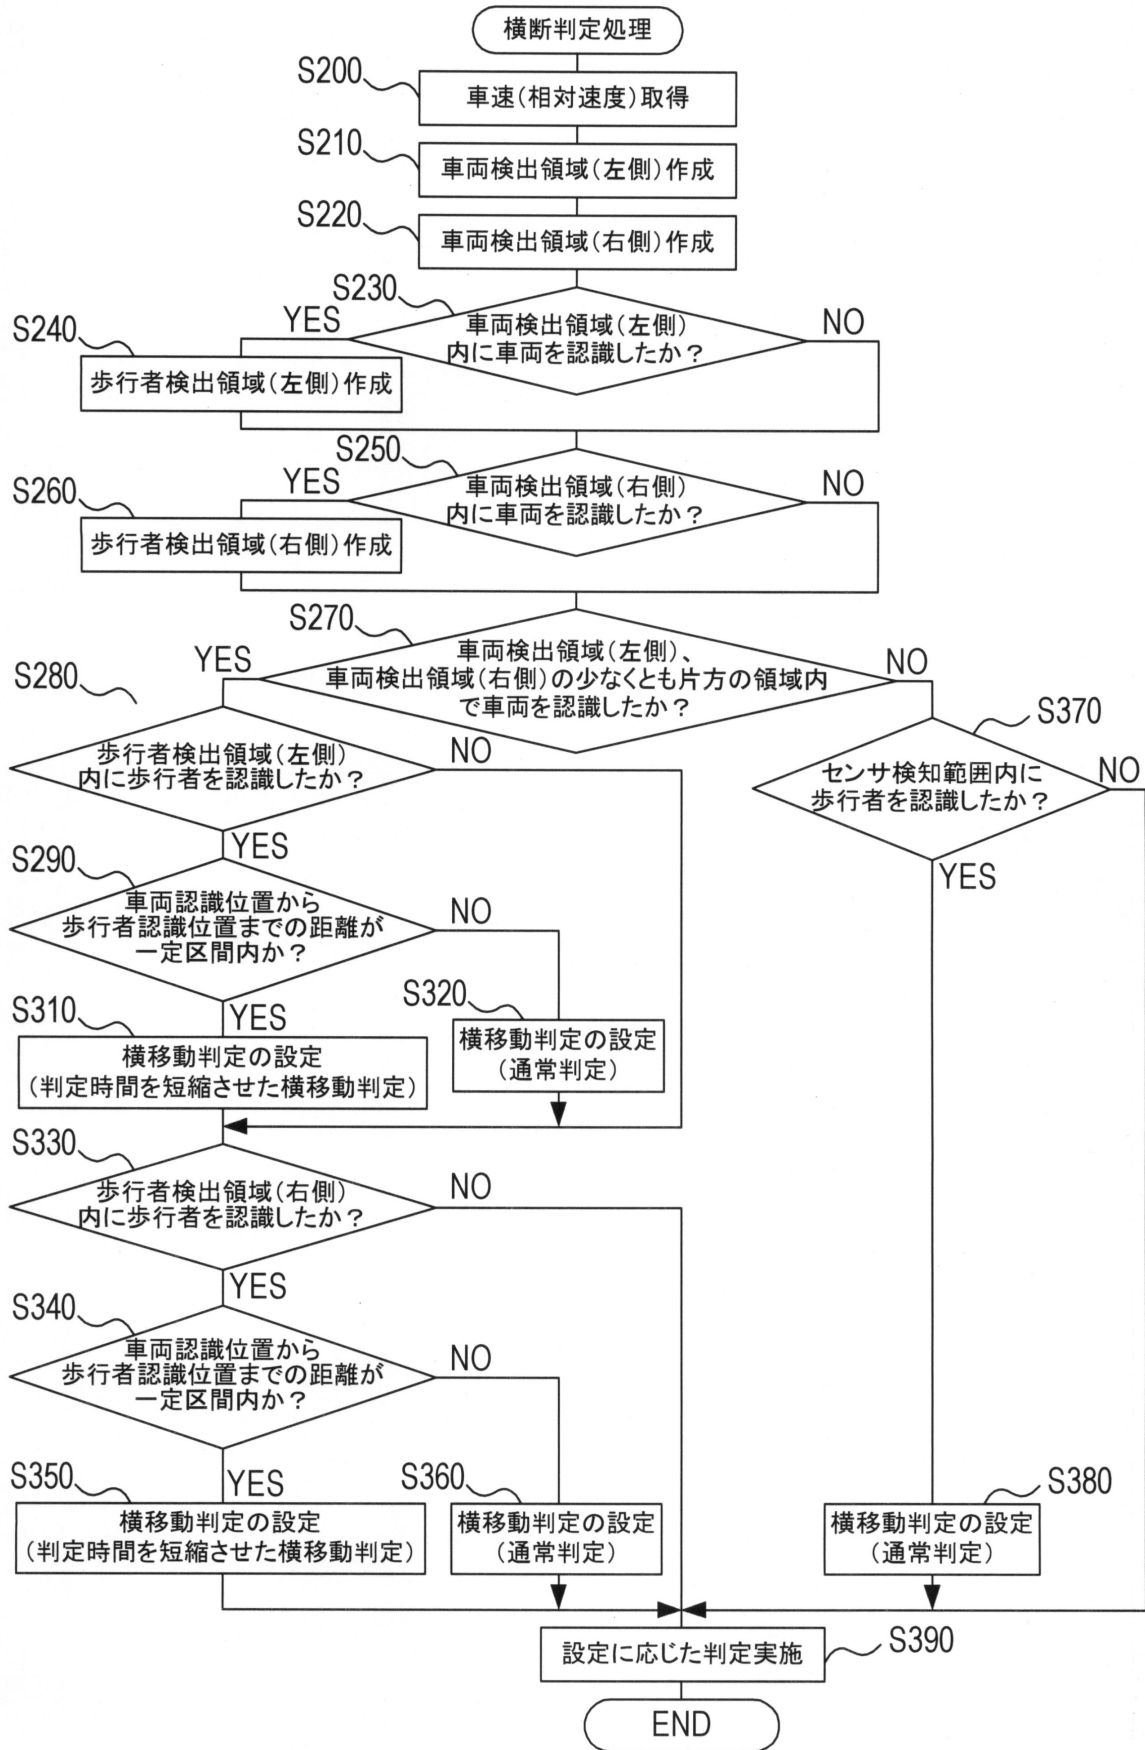 横断判定処理
S200
車速(相対速度)取得
S210
車両検出領域(左側)作成
S220
車両検出領域(右側)作成
S230
車両検出領域(左側)
内に車両を認識したか?
YES
NO
S240
歩行者検出領域(左側)作成
S250
車両検出領域(右側)
内に車両を認識したか?
YES
NO
S260
歩行者検出領域(右側)作成
S270
車両検出領域(左側)、
車両検出領域(右側)の少なくとも片方の領域内
で車両を認識したか?
YES
NO
S280
歩行者検出領域(左側)
内に歩行者を認識したか?
NO
YES
S370
センサ検知範囲内に
歩行者を認識したか?
NO
YES
S290
車両認識位置から
歩行者認識位置までの距離が
一定区間内か?
NO
YES
S310
横移動判定の設定
(判定時間を短縮させた横移動判定)
S320
横移動判定の設定
(通常判定)
S330
歩行者検出領域(右側)
内に歩行者を認識したか?
NO
YES
S340
車両認識位置から
歩行者認識位置までの距離が
一定区間内か?
NO
YES
S350
横移動判定の設定
(判定時間を短縮させた横移動判定)
S360
横移動判定の設定
(通常判定)
S380
横移動判定の設定
(通常判定)
S390
設定に応じた判定実施
END